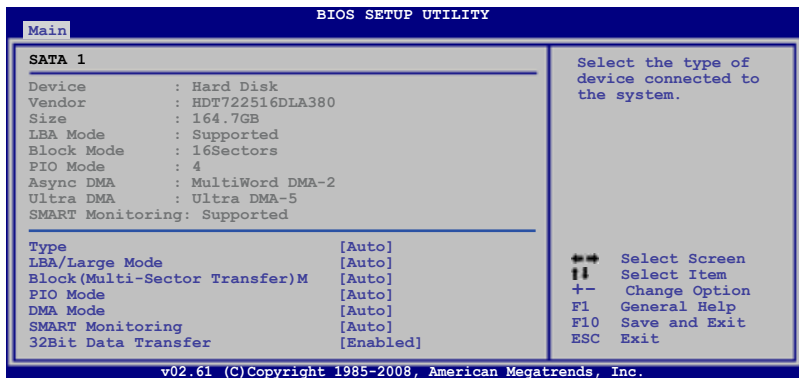 BIOS SETUP UTILITY
Main
SATA 1
Device : Hard Disk
Vendor : HDT722516DLA380
Size : 164.7GB
LBA Mode : Supported
Block Mode : 16Sectors
PIO Mode : 4
Async DMA : MultiWord DMA-2
Ultra DMA : Ultra DMA-5
SMART Monitoring: Supported
Type [Auto]
LBA/Large Mode [Auto]
Block(Multi-Sector Transfer)M [Auto]
PIO Mode [Auto]
DMA Mode [Auto]
SMART Monitoring [Auto]
32Bit Data Transfer [Enabled]
Select the type of
device connected to
the system.
←→ Select Screen
↑↓ Select Item
+- Change Option
F1 General Help
F10 Save and Exit
ESC Exit
v02.61 (C)Copyright 1985-2008, American Megatrends, Inc.